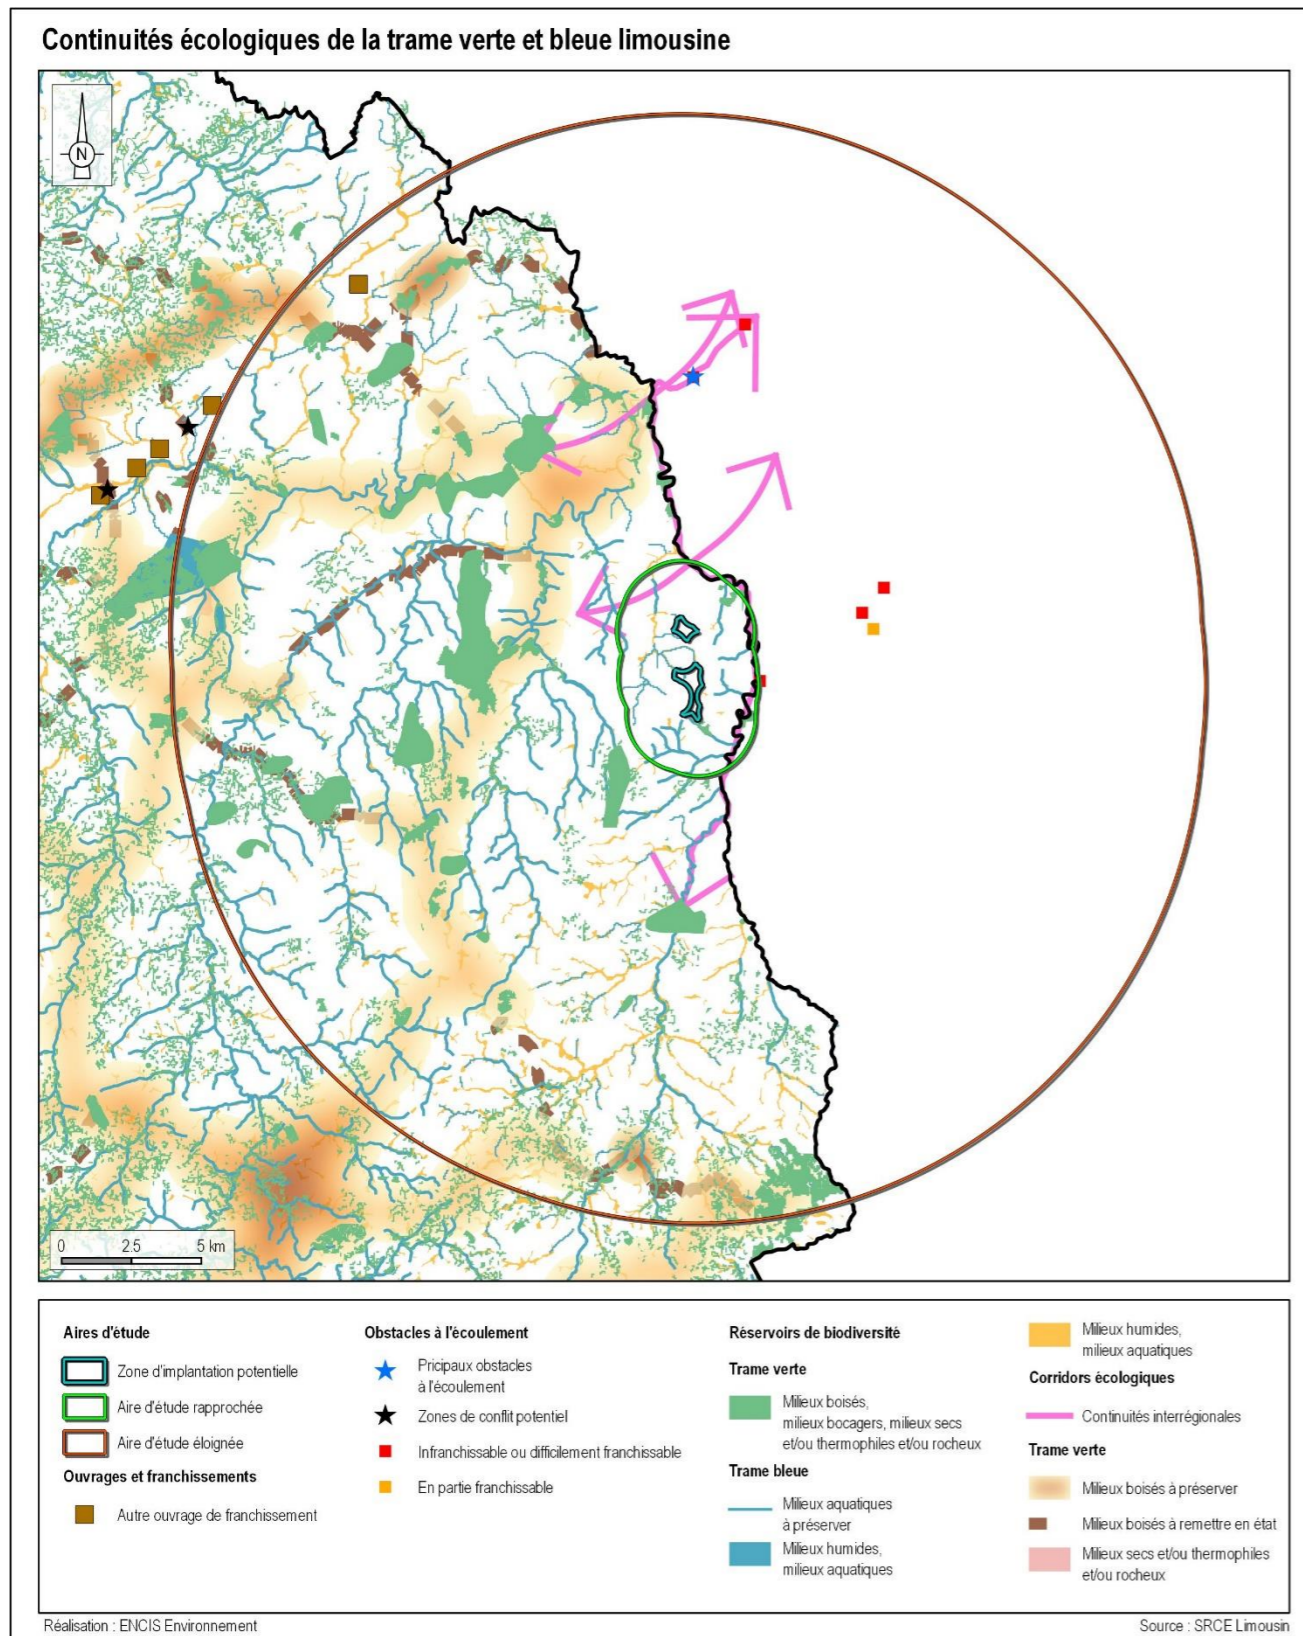 Continuités écologiques de la trame verte et bleue limousine
N
0 2.5 5 km
Aires d'étude
Zone d'implantation potentielle
Aire d'étude rapprochée
Aire d'étude éloignée
Ouvrages et franchissements
Autre ouvrage de franchissement
Obstacles à l'écoulement
Pricipaux obstacles
à l'écoulement
Zones de conflit potentiel
Infranchissable ou difficilement franchissable
En partie franchissable
Réservoirs de biodiversité
Trame verte
Milieux boisés,
milieux bocagers, milieux secs
et/ou thermophiles et/ou rocheux
Trame bleue
Milieux aquatiques
à préserver
Milieux humides,
milieux aquatiques
Milieux humides,
milieux aquatiques
Corridors écologiques
Continuités interrégionales
Trame verte
Milieux boisés à préserver
Milieux boisés à remettre en état
Milieux secs et/ou thermophiles
et/ou rocheux
Réalisation : ENCIS Environnement
Source : SRCE Limousin